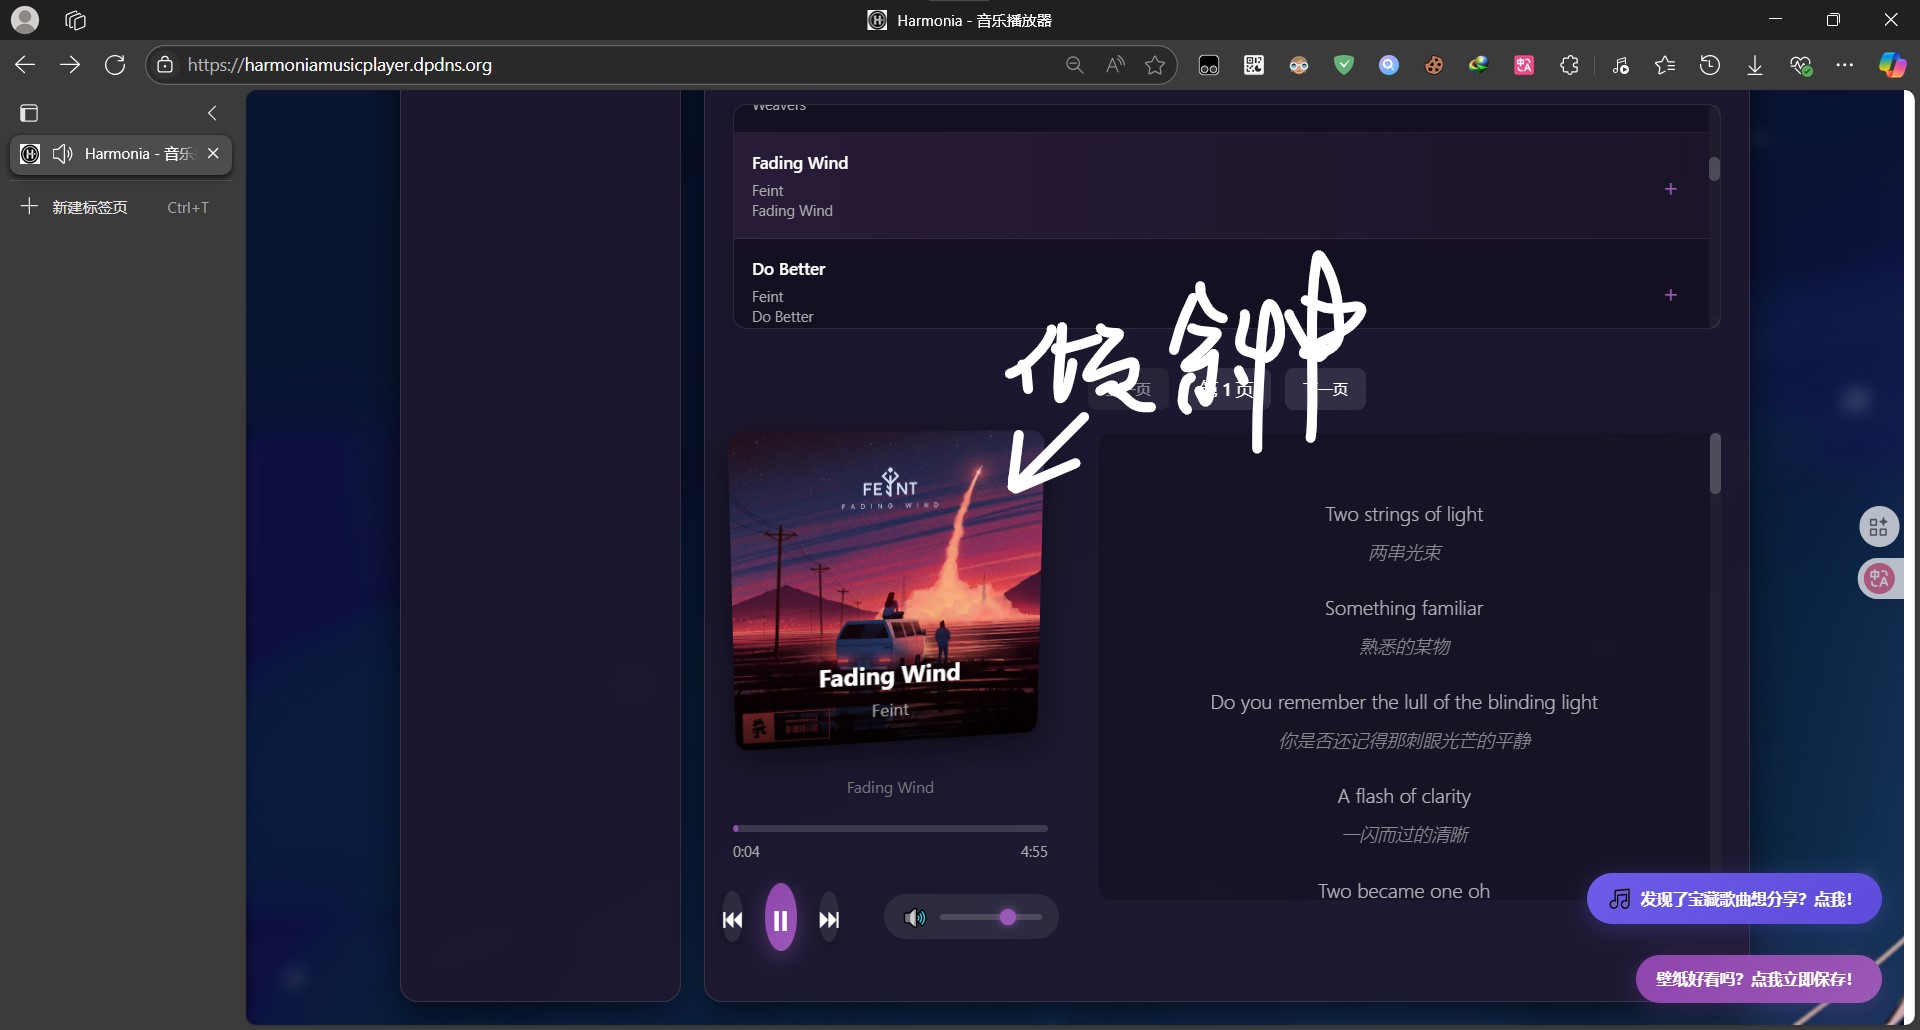 Harmonia - 音乐播放器
https://harmoniamusicplayer.dpdns.org
Harmonia - 音乐
新建标签页 Ctrl+T
Weavers
Fading Wind
Feint
Fading Wind
+
Do Better
Feint
Do Better
+
倾斜
第 1 页
下一页
FEINT
FADING WIND
Fading Wind
Feint
Fading Wind
0:04
4:55
Two strings of light
两串光束
Something familiar
熟悉的某物
Do you remember the lull of the blinding light
你是否还记得那刺眼光芒的平静
A flash of clarity
一闪而过的清晰
Two became one oh
发现了宝藏歌曲想分享？点我！
壁纸好看吗？点我立即保存！